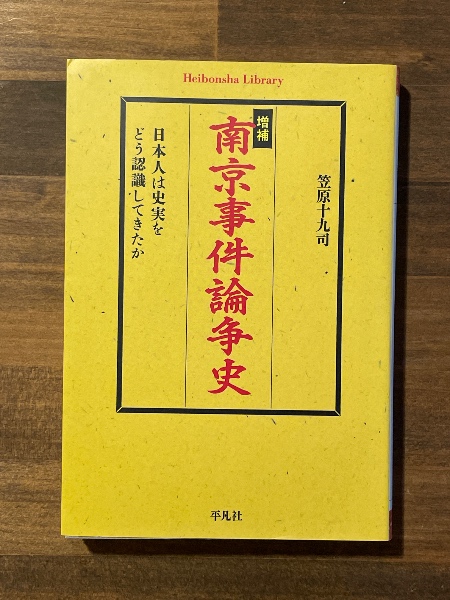 Heibonsha Library
笠原十九司
増補
南京事件論争史
日本人は史実を
どう認識してきたか
平凡社